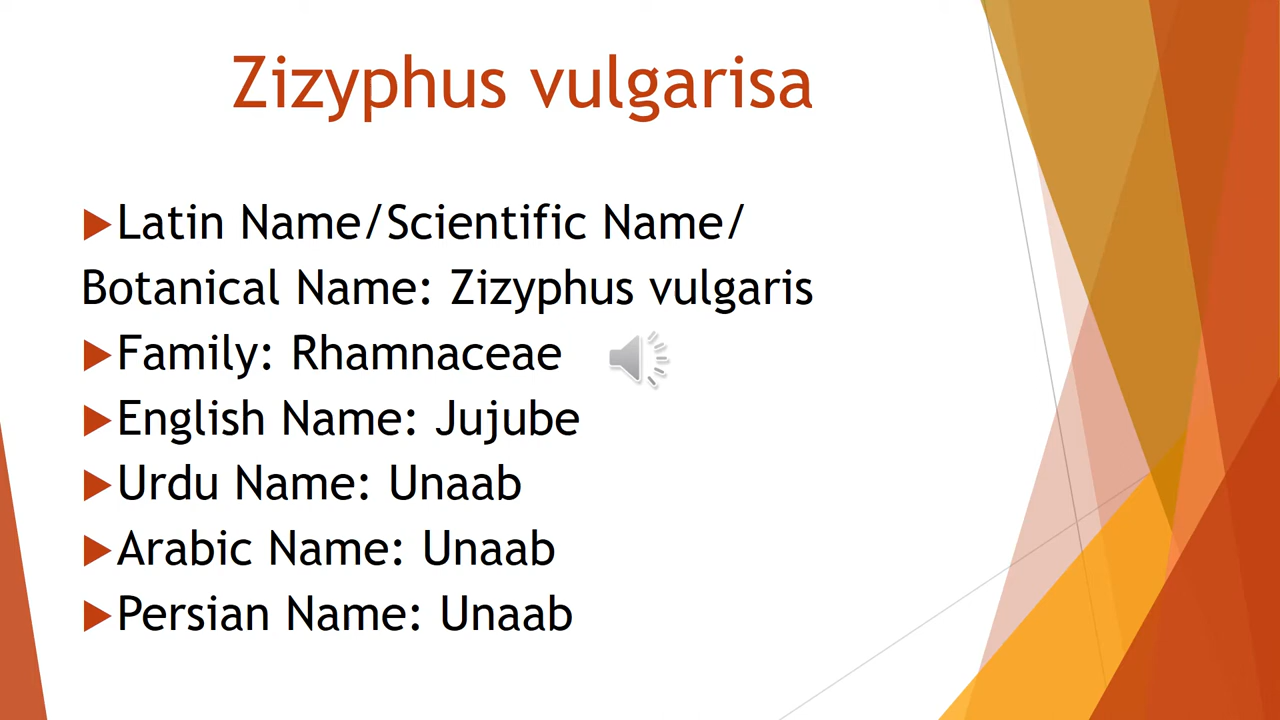 Zizyphus vulgarisa
Latin Name/Scientific Name/
Botanical Name: Zizyphus vulgaris
Family: Rhamnaceae
English Name: Jujube
Urdu Name: Unaab
Arabic Name: Unaab
Persian Name: Unaab